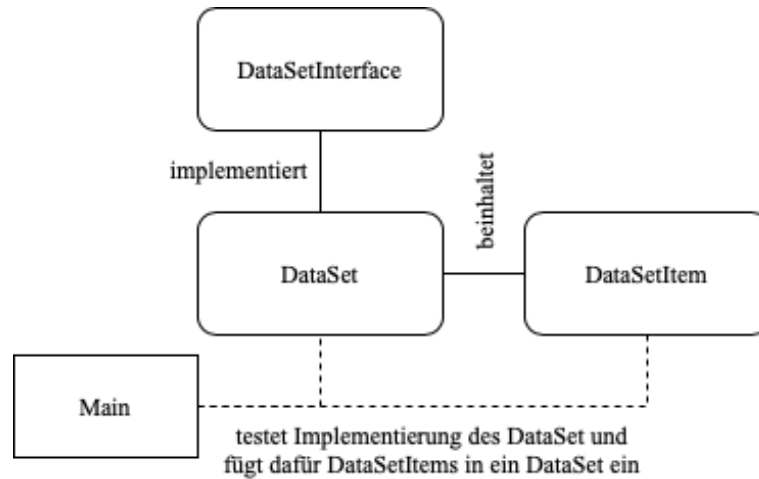 DataSetInterface
implementiert
beinhaltet
DataSet
DataSetItem
Main
testet Implementierung des DataSet und
fügt dafür DataSetItems in ein DataSet ein